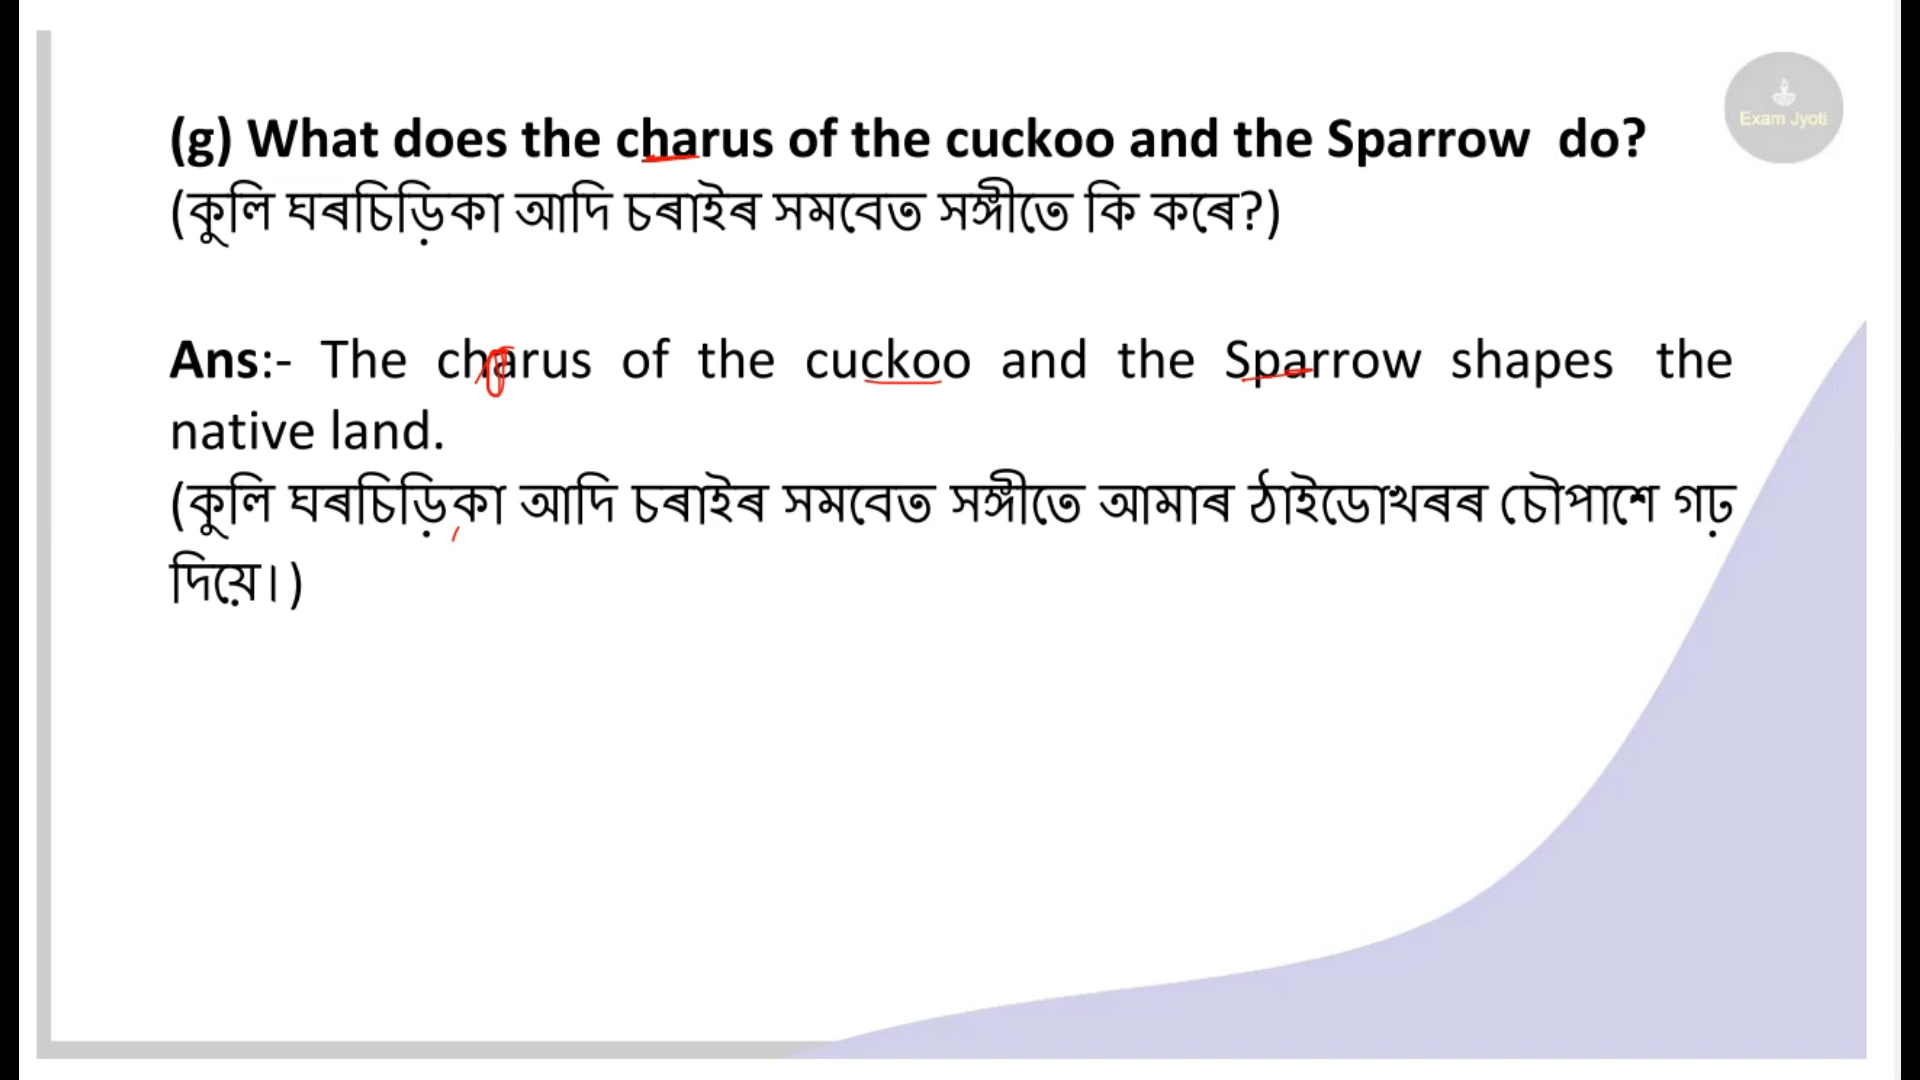 Exam Jyoti
(g) What does the charus of the cuckoo and the Sparrow do?
(কুলি ঘৰচিড়িকা আদি চৰাইৰ সমবেত সঙ্গীতে কি কৰে?)
Ans:- The charus of the cuckoo and the Sparrow shapes the
native land.
(কুলি ঘৰচিড়িকা আদি চৰাইৰ সমবেত সঙ্গীতে আমাৰ ঠাইডোখৰৰ চৌপাশে গঢ়
দিয়ে।)